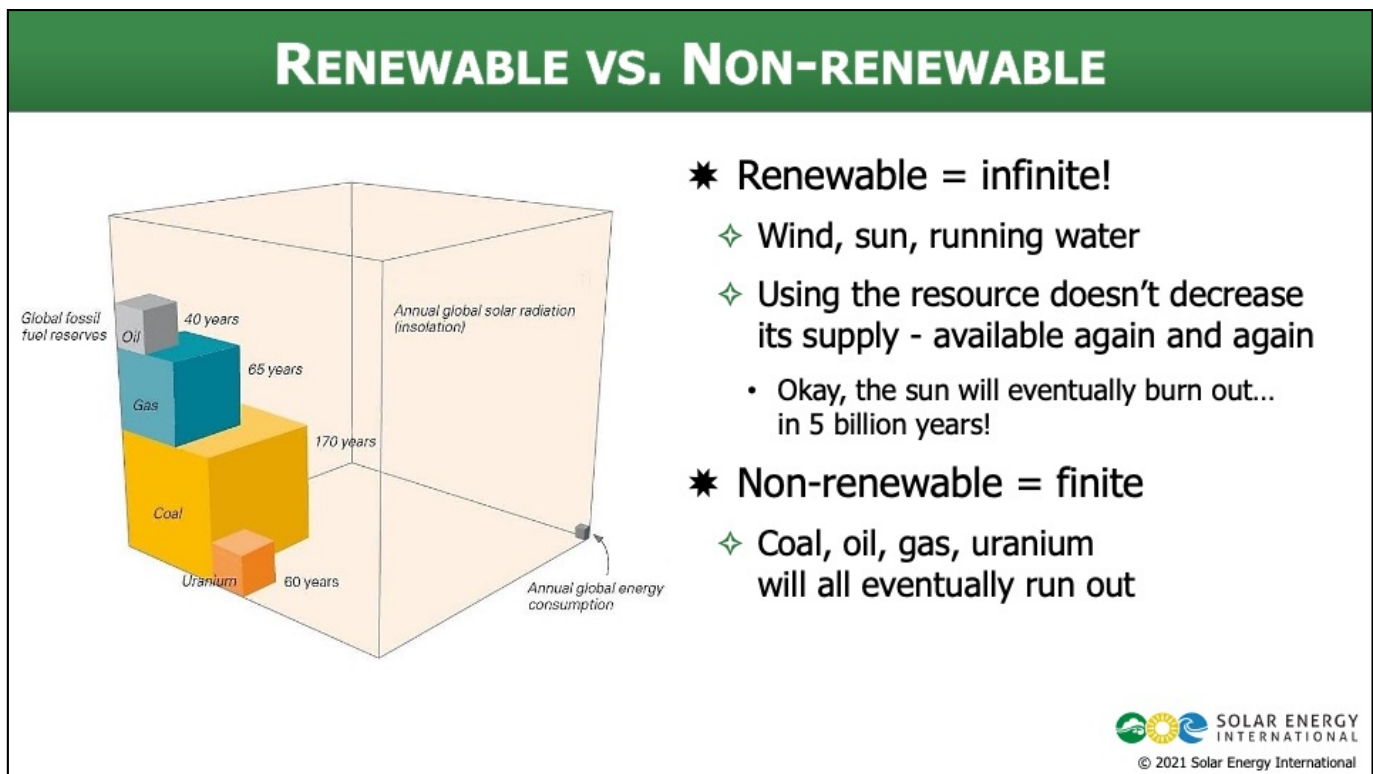 RENEWABLE VS. NON-RENEWABLE
Global fossil
fuel reserves
Oil
40 years
Gas
65 years
Coal
170 years
Uranium
60 years
Annual global solar radiation
(insolation)
Annual global energy
consumption
Renewable = infinite!
Wind, sun, running water
Using the resource doesn’t decrease
its supply - available again and again
• Okay, the sun will eventually burn out...
in 5 billion years!
Non-renewable = finite
Coal, oil, gas, uranium
will all eventually run out
SOLAR ENERGY
INTERNATIONAL
© 2021 Solar Energy International